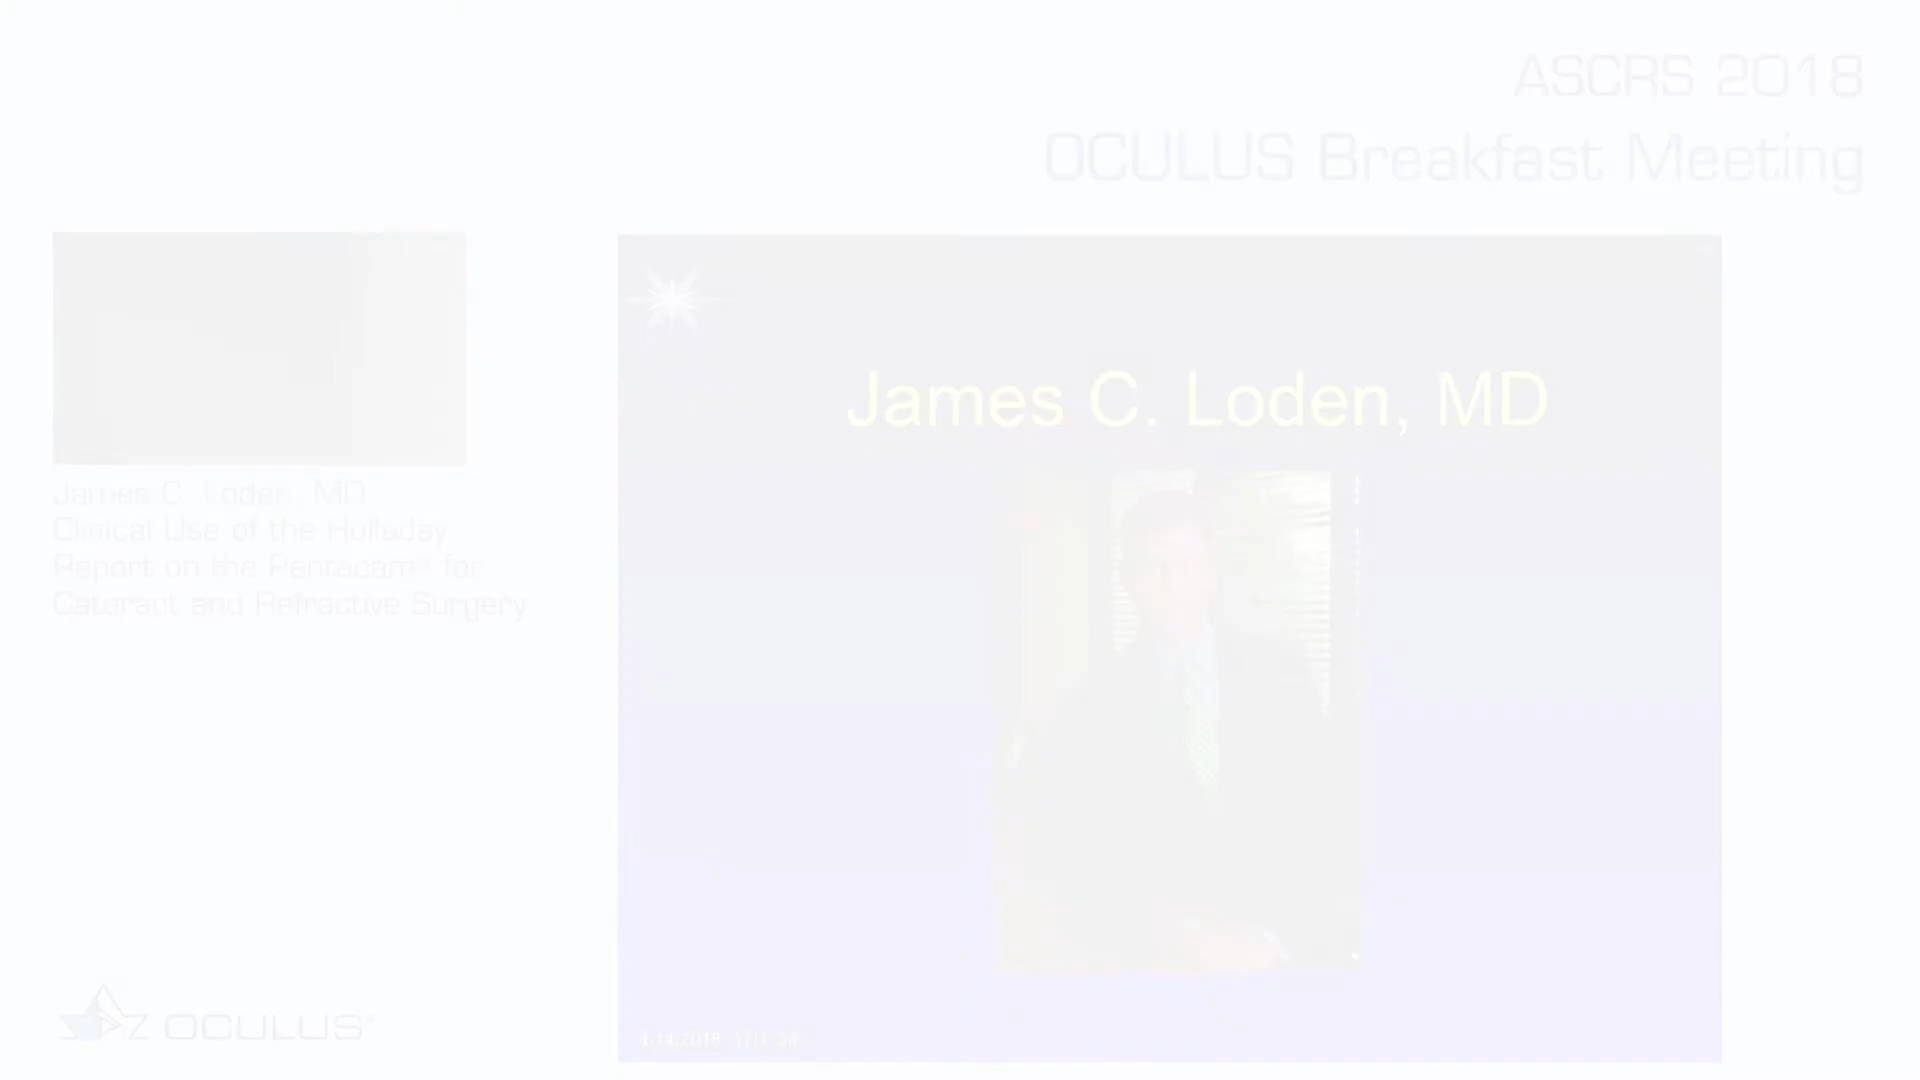 ASCRS 2018
OCULUS Breakfast Meeting
James C. Loden, MD
James C. Loden, MD
Clinical Use of the Holladay
Report on the Pentacam® for
Cataract and Refractive Surgery
OCULUS®